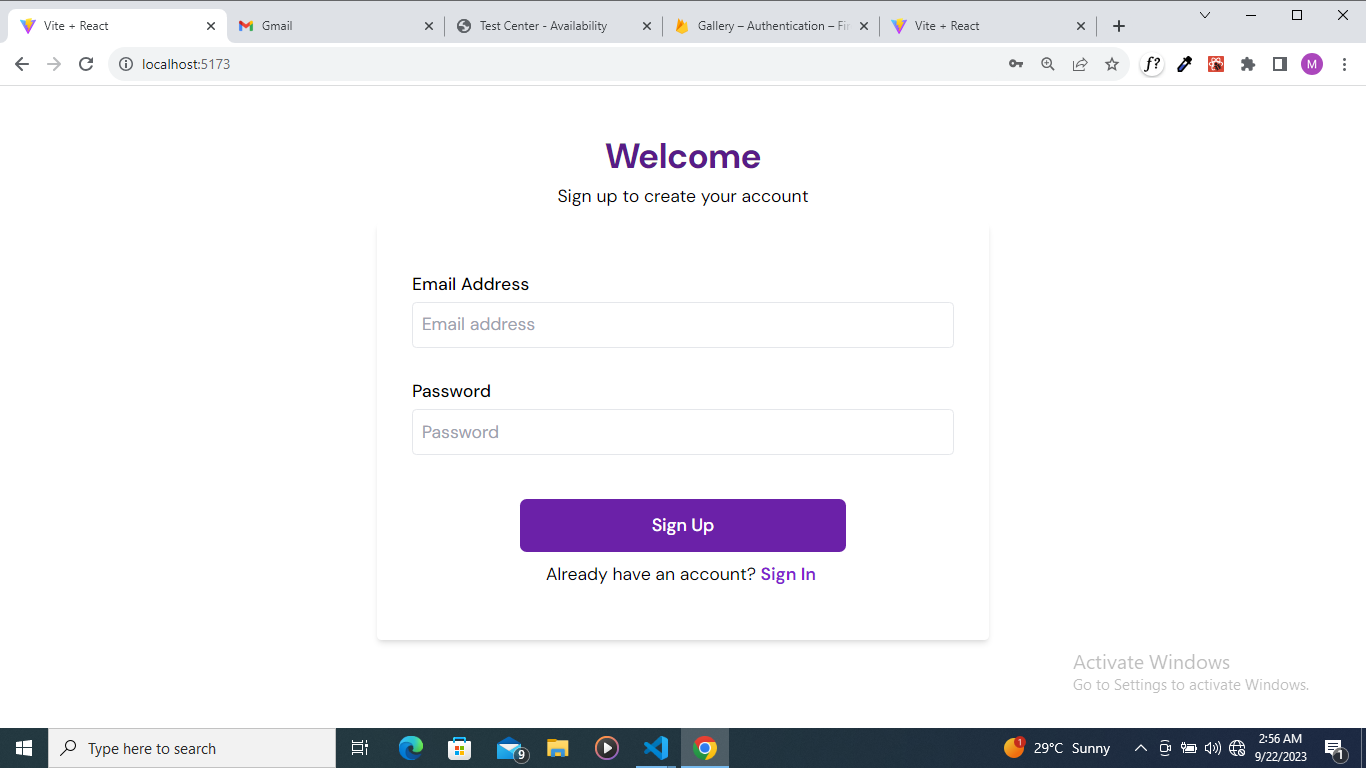 Vite + React
Gmail
Test Center - Availability
Gallery – Authentication – Fir
Vite + React
localhost:5173
f?
M
Welcome
Sign up to create your account
Email Address
Email address
Password
Password
Sign Up
Already have an account? Sign In
Activate Windows
Go to Settings to activate Windows.
Type here to search
9
1
29°C Sunny
2:56 AM
9/22/2023
1